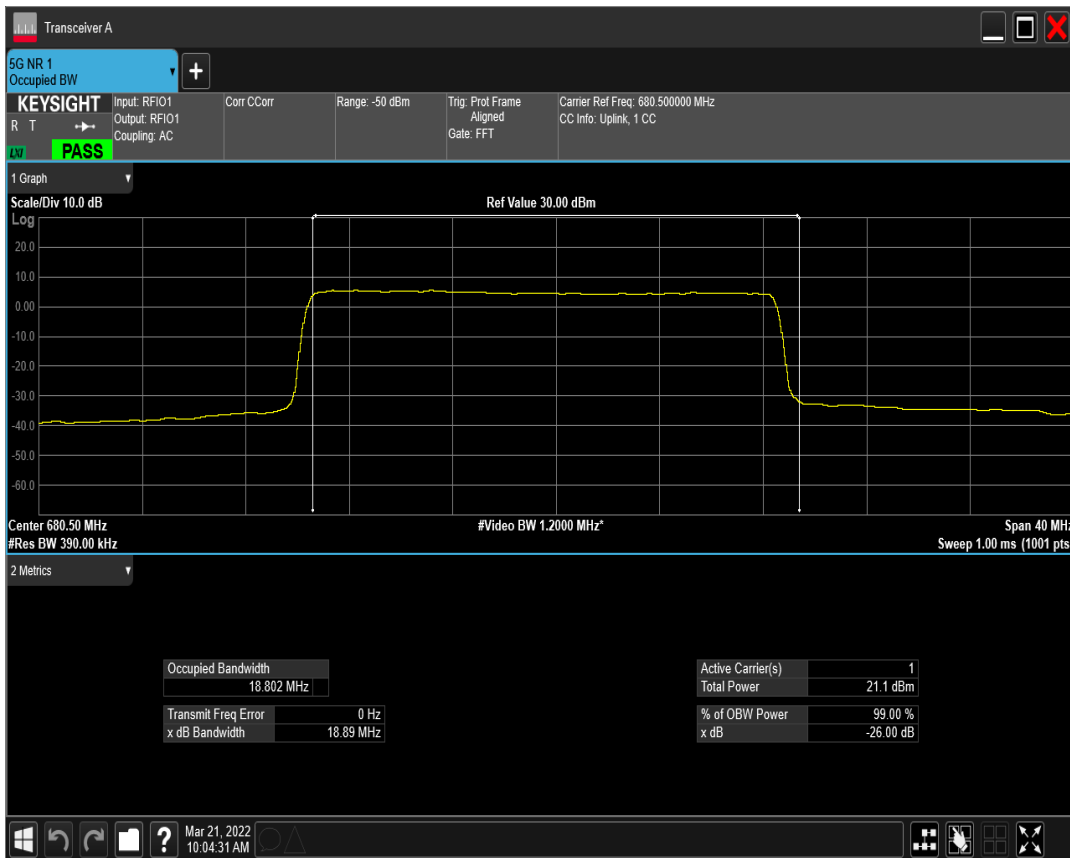 Transceiver A
5G NR 1
Occupied BW
+
KEYSIGHT
R T
LXI
PASS
Input: RFIO1
Output: RFIO1
Coupling: AC
Corr CCorr
Range: -50 dBm
Trig: Prot Frame
Aligned
Gate: FFT
Carrier Ref Freq: 680.500000 MHz
CC Info: Uplink, 1 CC
1 Graph
Scale/Div 10.0 dB
Ref Value 30.00 dBm
Log
20.0
10.0
0.00
-10.0
-20.0
-30.0
-40.0
-50.0
-60.0
Center 680.50 MHz
#Video BW 1.2000 MHz*
Span 40 MHz
#Res BW 390.00 kHz
Sweep 1.00 ms (1001 pts
2 Metrics
Occupied Bandwidth
18.802 MHz
Transmit Freq Error 0 Hz
x dB Bandwidth 18.89 MHz
Active Carrier(s) 1
Total Power 21.1 dBm
% of OBW Power 99.00 %
x dB -26.00 dB
?
Mar 21, 2022
10:04:31 AM